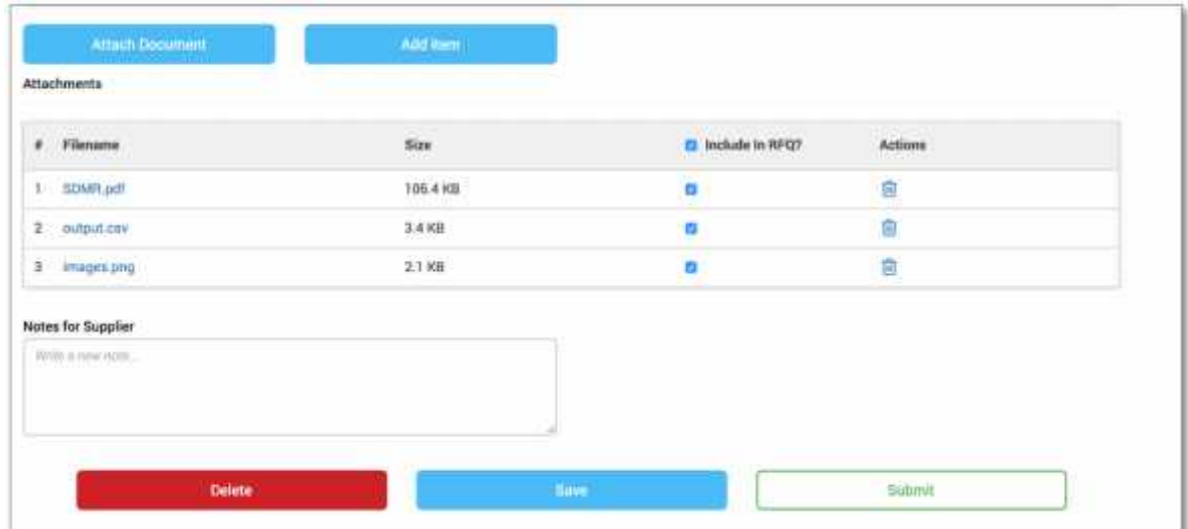 Attach Document Add Item
Attachments
# Filename Size Include In RFQ? Actions
1 SDMR.pdf 106.4 KB
2 output.csv 3.4 KB
3 images.png 2.1 KB
Notes for Supplier
Write a new note...
Delete Save Submit